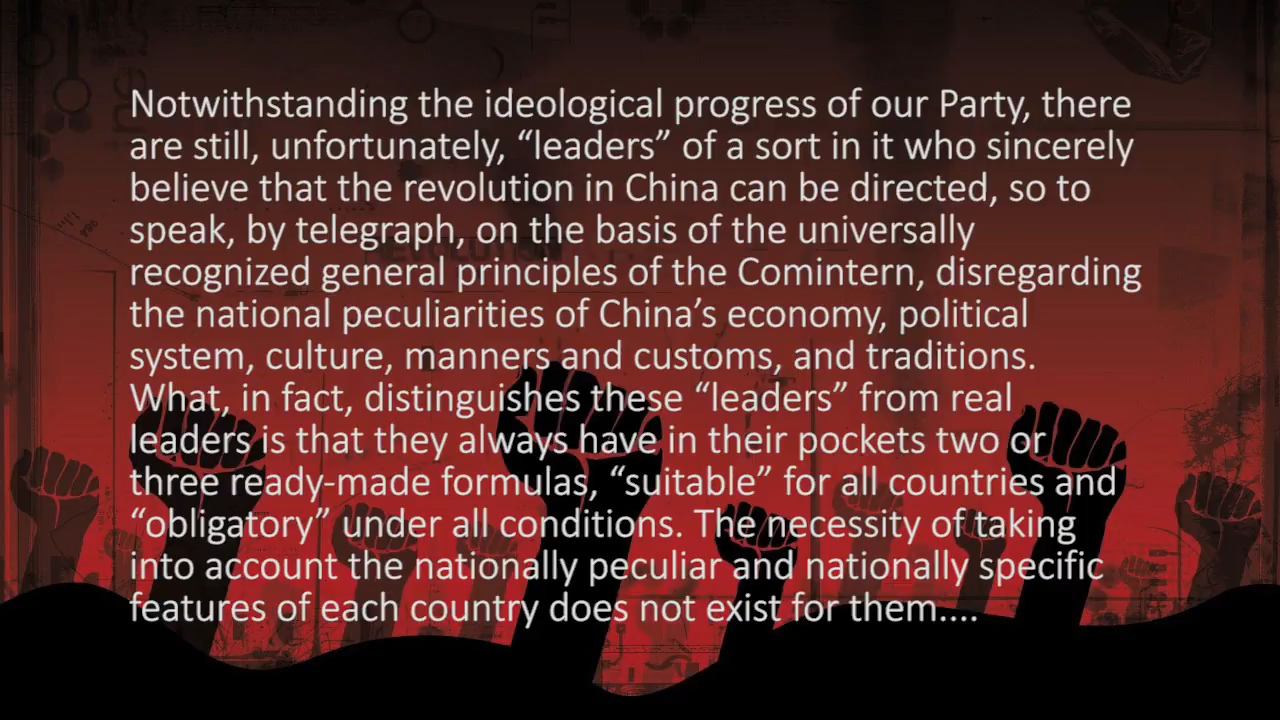 Notwithstanding the ideological progress of our Party, there
are still, unfortunately, “leaders” of a sort in it who sincerely
believe that the revolution in China can be directed, so to
speak, by telegraph, on the basis of the universally
recognized general principles of the Comintern, disregarding
the national peculiarities of China’s economy, political
system, culture, manners and customs, and traditions.
What, in fact, distinguishes these “leaders” from real
leaders is that they always have in their pockets two or
three ready-made formulas, “suitable” for all countries and
“obligatory” under all conditions. The necessity of taking
into account the nationally peculiar and nationally specific
features of each country does not exist for them....